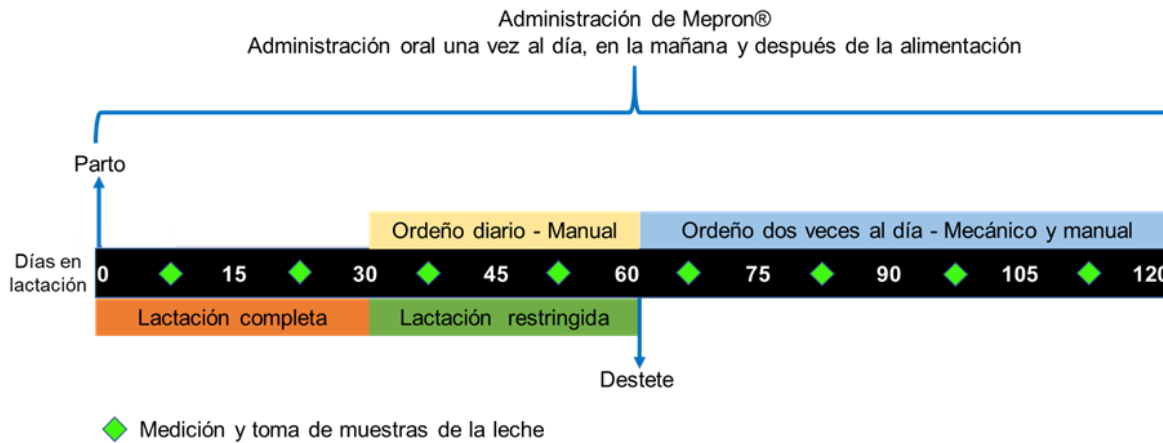 Administración de Mepron®
Administración oral una vez al día, en la mañana y después de la alimentación
Parto
Ordeño diario - Manual
Ordeño dos veces al día - Mecánico y manual
Días en
lactación
0 15 30 45 60 75 90 105 120
Lactación completa
Lactación restringida
Destete
Medición y toma de muestras de la leche